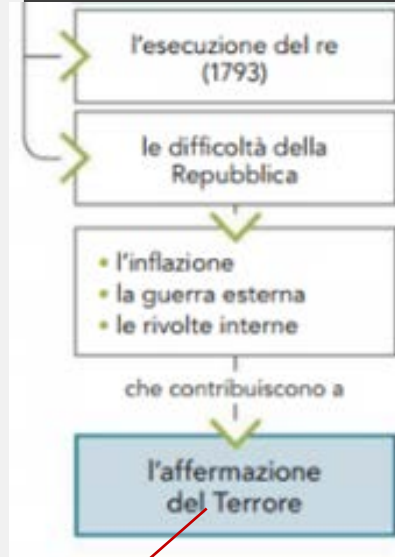 l'esecuzione del re
(1793)
le difficoltà della
Repubblica
• l'inflazione
• la guerra esterna
• le rivolte interne
che contribuiscono a
l'affermazione
del Terrore